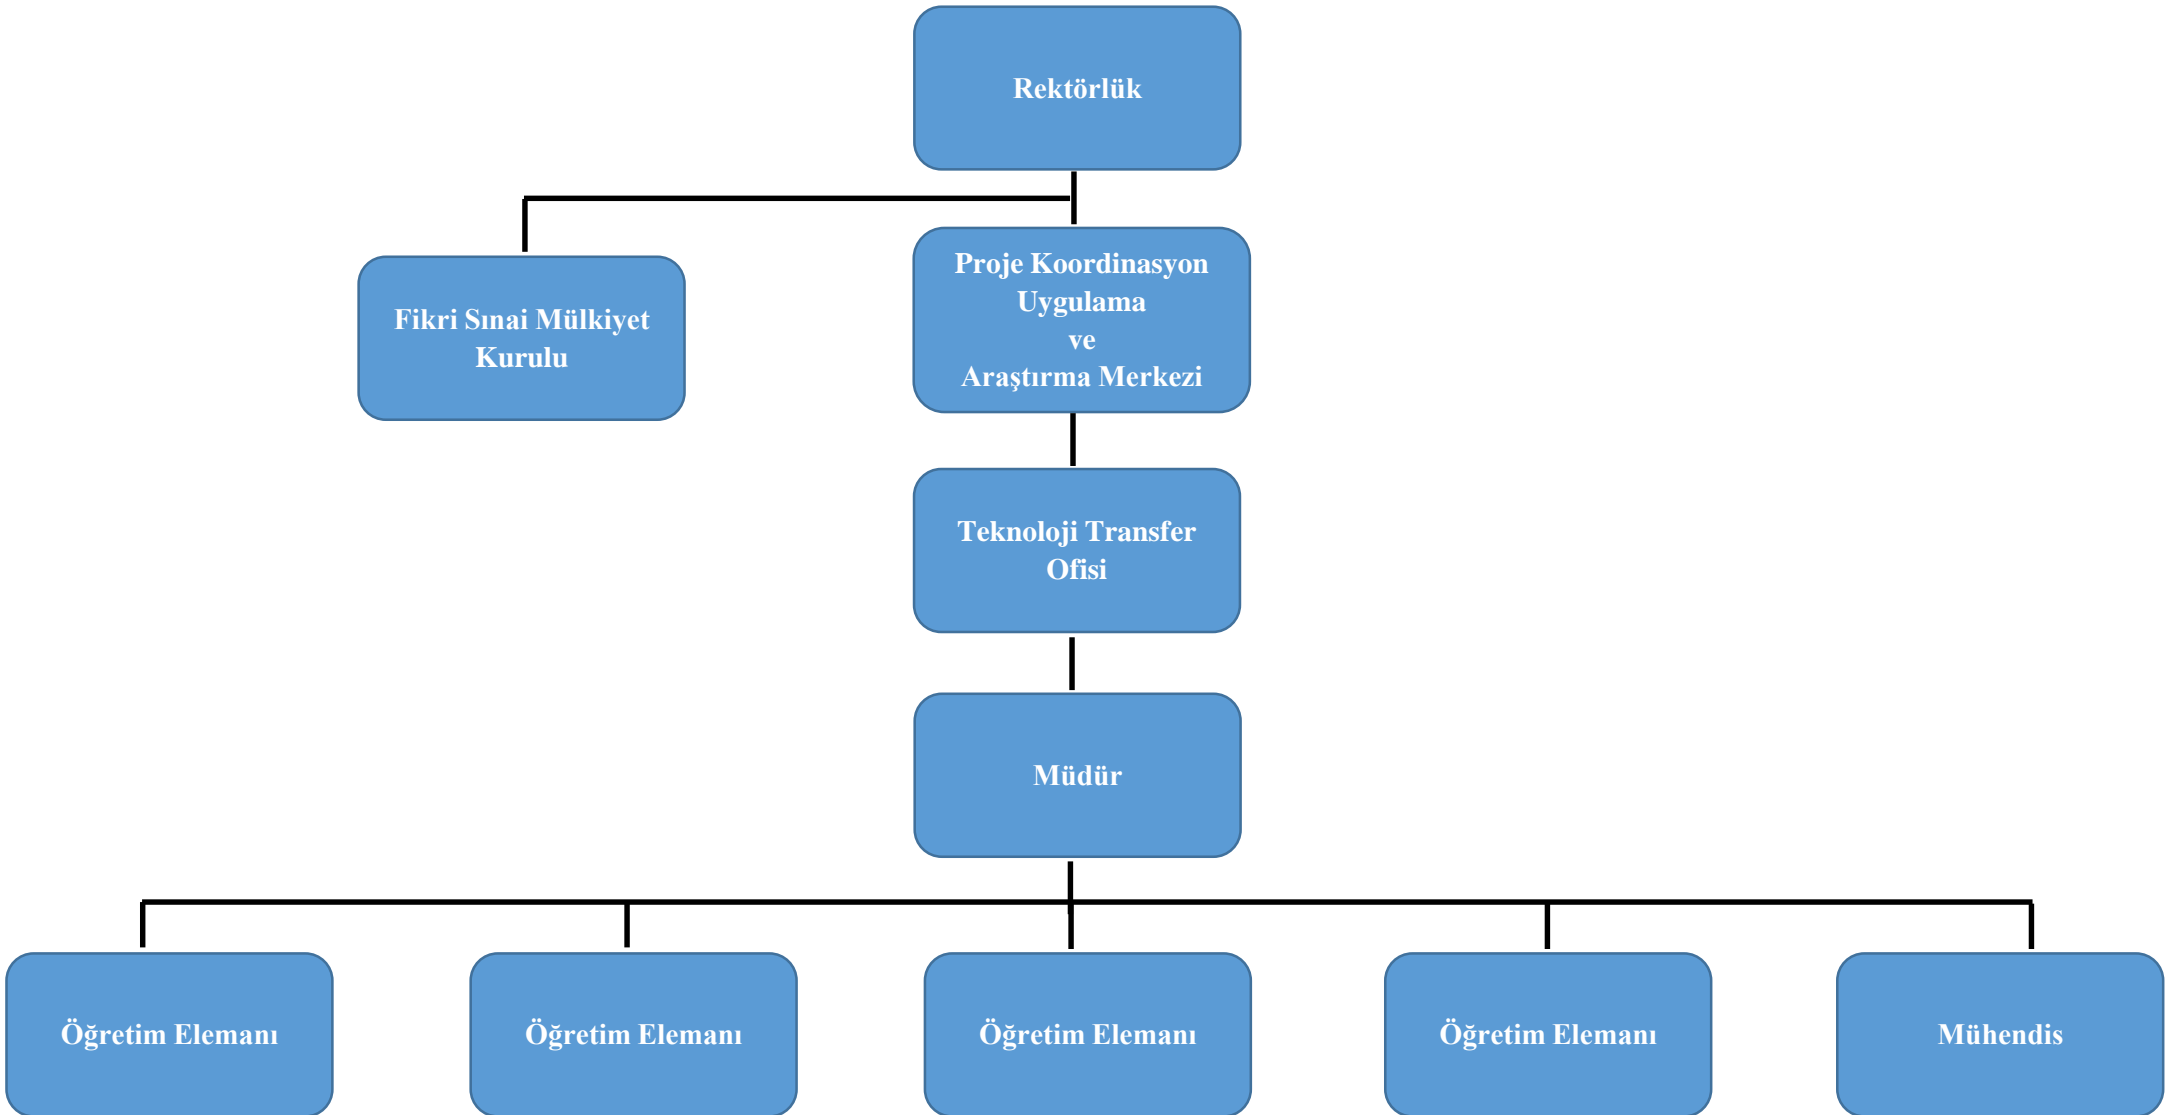 Rektörlük
Fikri Sınai Mülkiyet
Kurulu
Proje Koordinasyon
Uygulama
ve
Araştırma Merkezi
Teknoloji Transfer
Ofisi
Müdür
Öğretim Elemanı
Öğretim Elemanı
Öğretim Elemanı
Öğretim Elemanı
Mühendis